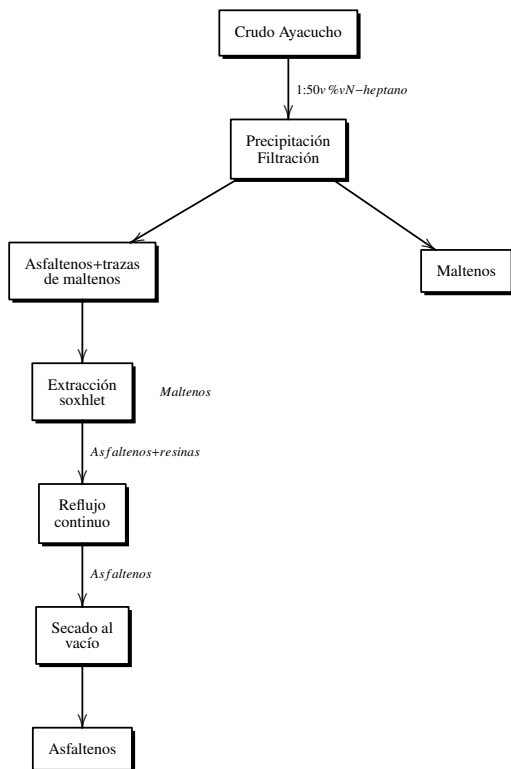 Crudo Ayacucho
1:50v%vN−heptano
Precipitación
Filtración
Asfaltenos+trazas
de maltenos
Maltenos
Extracción
soxhlet
Maltenos
Asfaltenos+resinas
Reflujo
continuo
Asfaltenos
Secado al
vacío
Asfaltenos